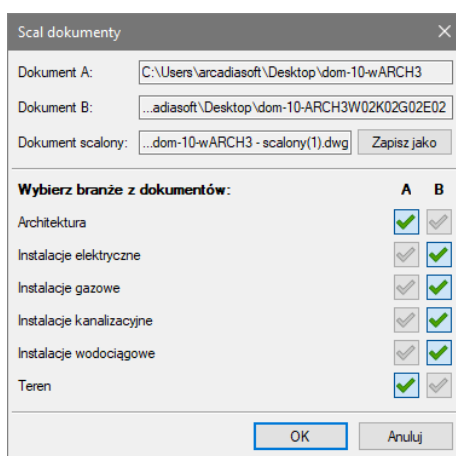 Scal dokumenty
Dokument A: C:\Users\arcadiasoft\Desktop\dom-10-wARCH3
Dokument B: ...adiasoft\Desktop\dom-10-ARCH3W02K02G02E02
Dokument scalony: ...dom-10-wARCH3 - scalony(1).dwg Zapisz jako
Wybierz branże z dokumentów: A B
Architektura
Instalacje elektryczne
Instalacje gazowe
Instalacje kanalizacyjne
Instalacje wodociągowe
Teren
OK Anuluj